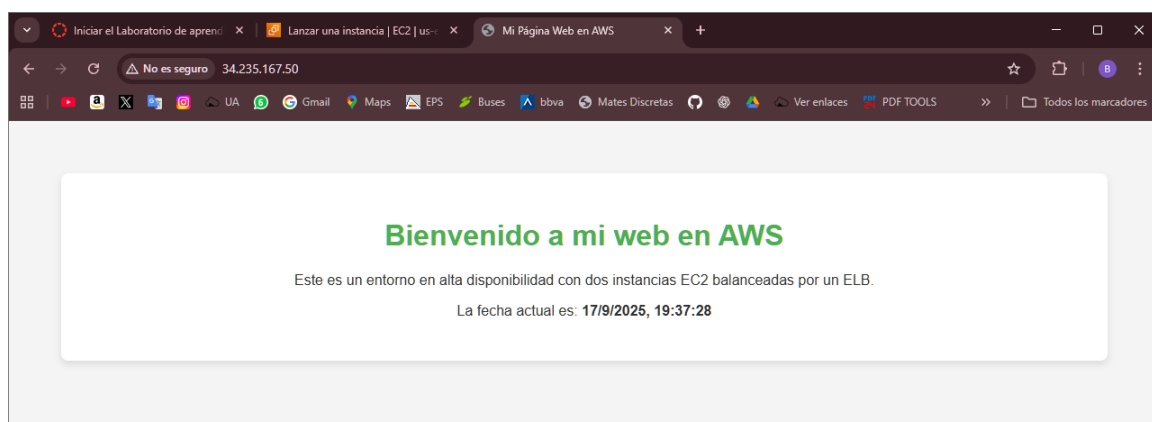 Iniciar el Laboratorio de aprend
Lanzar una instancia | EC2 | us-e
Mi Página Web en AWS
No es seguro 34.235.167.50
B
UA
6
Gmail
Maps
EPS
Buses
bbva
Mates Discretas
Ver enlaces
PDF TOOLS
»
Todos los marcadores
Bienvenido a mi web en AWS
Este es un entorno en alta disponibilidad con dos instancias EC2 balanceadas por un ELB.
La fecha actual es: 17/9/2025, 19:37:28